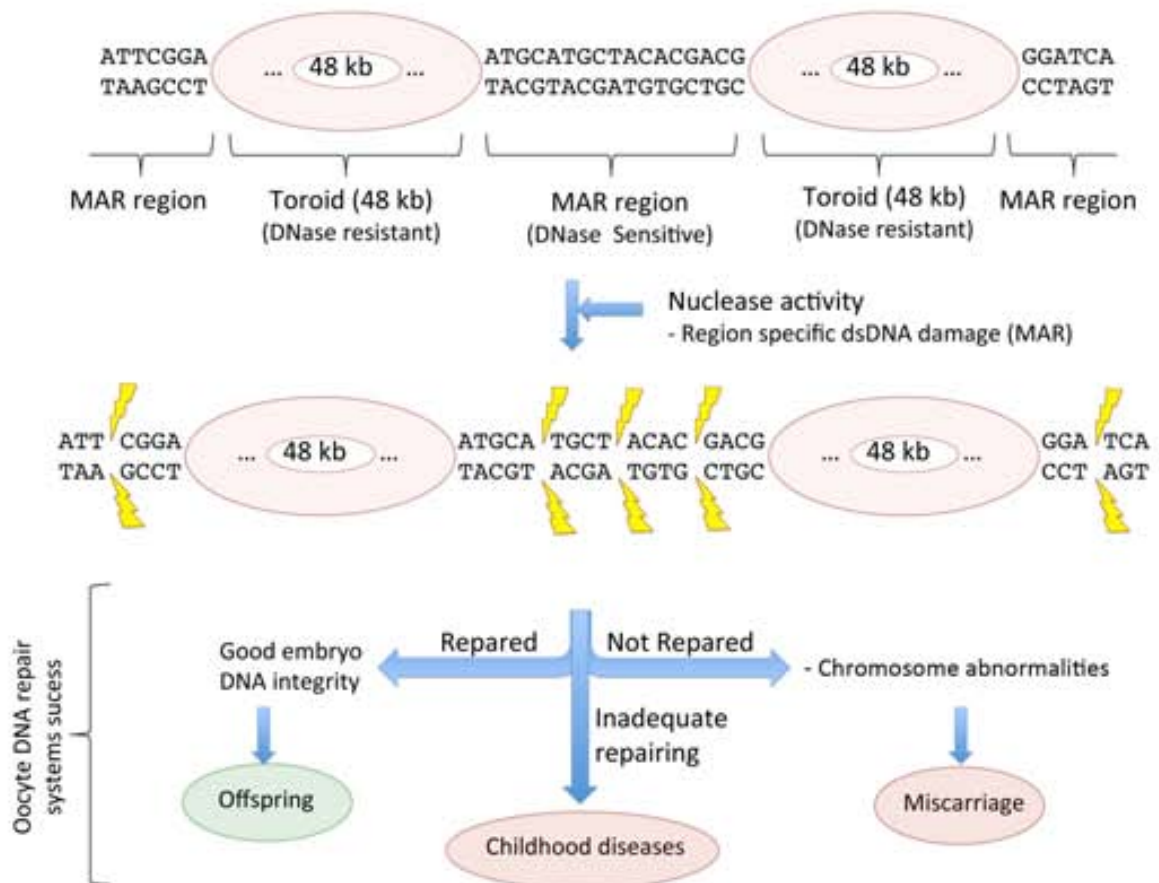 ATTCGGA ... 48 kb ... ATGCATGCTACACGACG ... 48 kb ... GGATCA
TAAGCCT TACGTACGATGTGCTGC CCTAGT
MAR region
Toroid (48 kb)
(DNase resistant)
MAR region
(DNase Sensitive)
Toroid (48 kb)
(DNase resistant)
MAR region
Nuclease activity
- Region specific dsDNA damage (MAR)
ATT CGGA ... 48 kb ... ATGCA TGCT ACAC GACG ... 48 kb ... GGA TCA
TAA GCCT TACGT ACGA TGTG CTGC CCT AGT
Oocyte DNA repair
systems sucess
Repared
Not Repared
Good embryo
DNA integrity
- Chromosome abnormalities
Inadequate
repairing
Offspring
Miscarriage
Childhood diseases